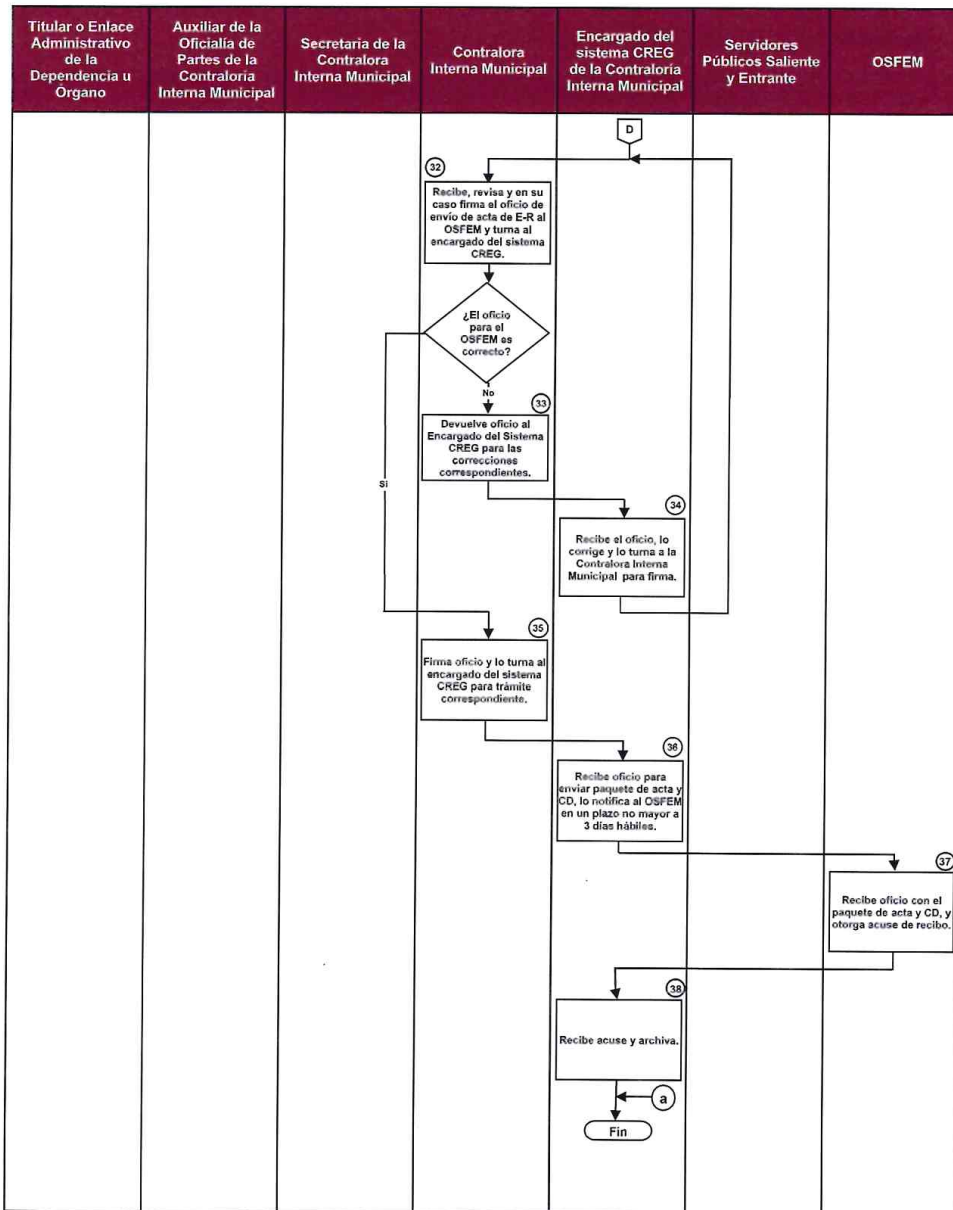 Titular o Enlace
Administrativo
de la
Dependencia u
Órgano
Auxiliar de la
Oficialía de
Partes de la
Contraloría
Interna Municipal
Secretaria de la
Contralora
Interna Municipal
Contralora
Interna Municipal
Encargado del
sistema CREG
de la Contraloría
Interna Municipal
Servidores
Públicos Saliente
y Entrante
OSFEM
D
32
Recibe, revisa y en su
caso firma el oficio de
envío de acta de E-R al
OSFEM y turna al
encargado del sistema
CREG.
¿El oficio
para el
OSFEM es
correcto?
No
33
Devuelve oficio al
Encargado del Sistema
CREG para las
correcciones
correspondientes.
Sí
34
Recibe el oficio, lo
corrige y lo turna a la
Contralora Interna
Municipal para firma.
35
Firma oficio y lo turna al
encargado del sistema
CREG para trámite
correspondiente.
36
Recibe oficio para
enviar paquete de acta y
CD, lo notifica al OSFEM
en un plazo no mayor a
3 días hábiles.
37
Recibe oficio con el
paquete de acta y CD, y
otorga acuse de recibo.
38
Recibe acuse y archiva.
a
Fin